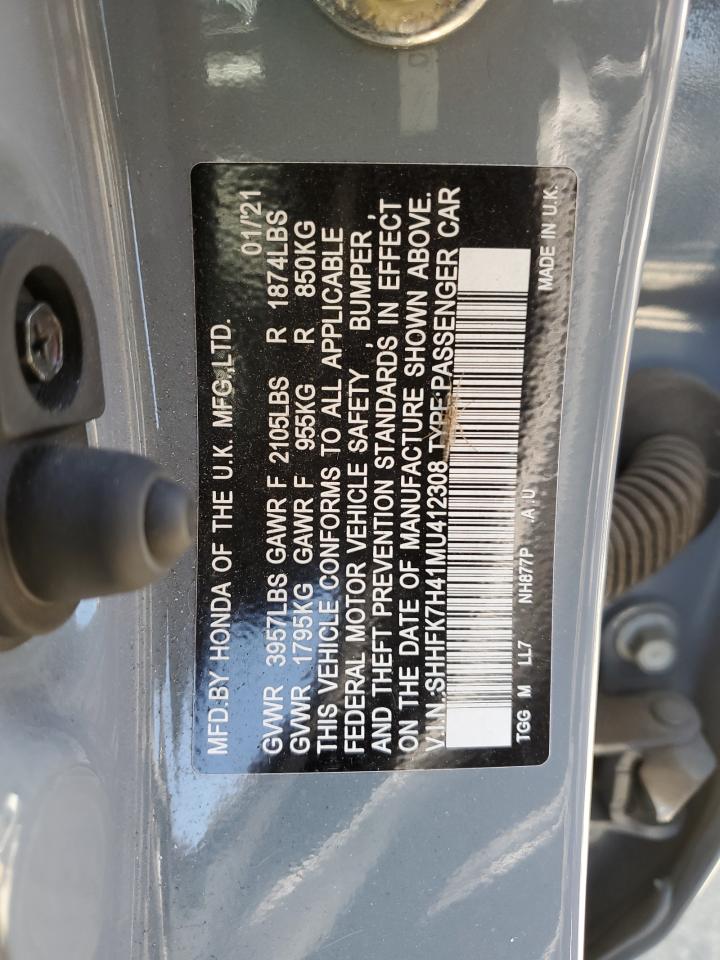 MFD.BY HONDA OF THE U.K. MFG.,LTD.
01/'21
GVWR 3957LBS GAWR F 2105LBS R 1874LBS
GVWR 1795KG GAWR F 955KG R 850KG
THIS VEHICLE CONFORMS TO ALL APPLICABLE
FEDERAL MOTOR VEHICLE SAFETY , BUMPER ,
AND THEFT PREVENTION STANDARDS IN EFFECT
ON THE DATE OF MANUFACTURE SHOWN ABOVE.
V.I.N.:SHHFK7H41MU412308 TYPE:PASSENGER CAR
TGG M LL7 NH877P A U MADE IN U.K.